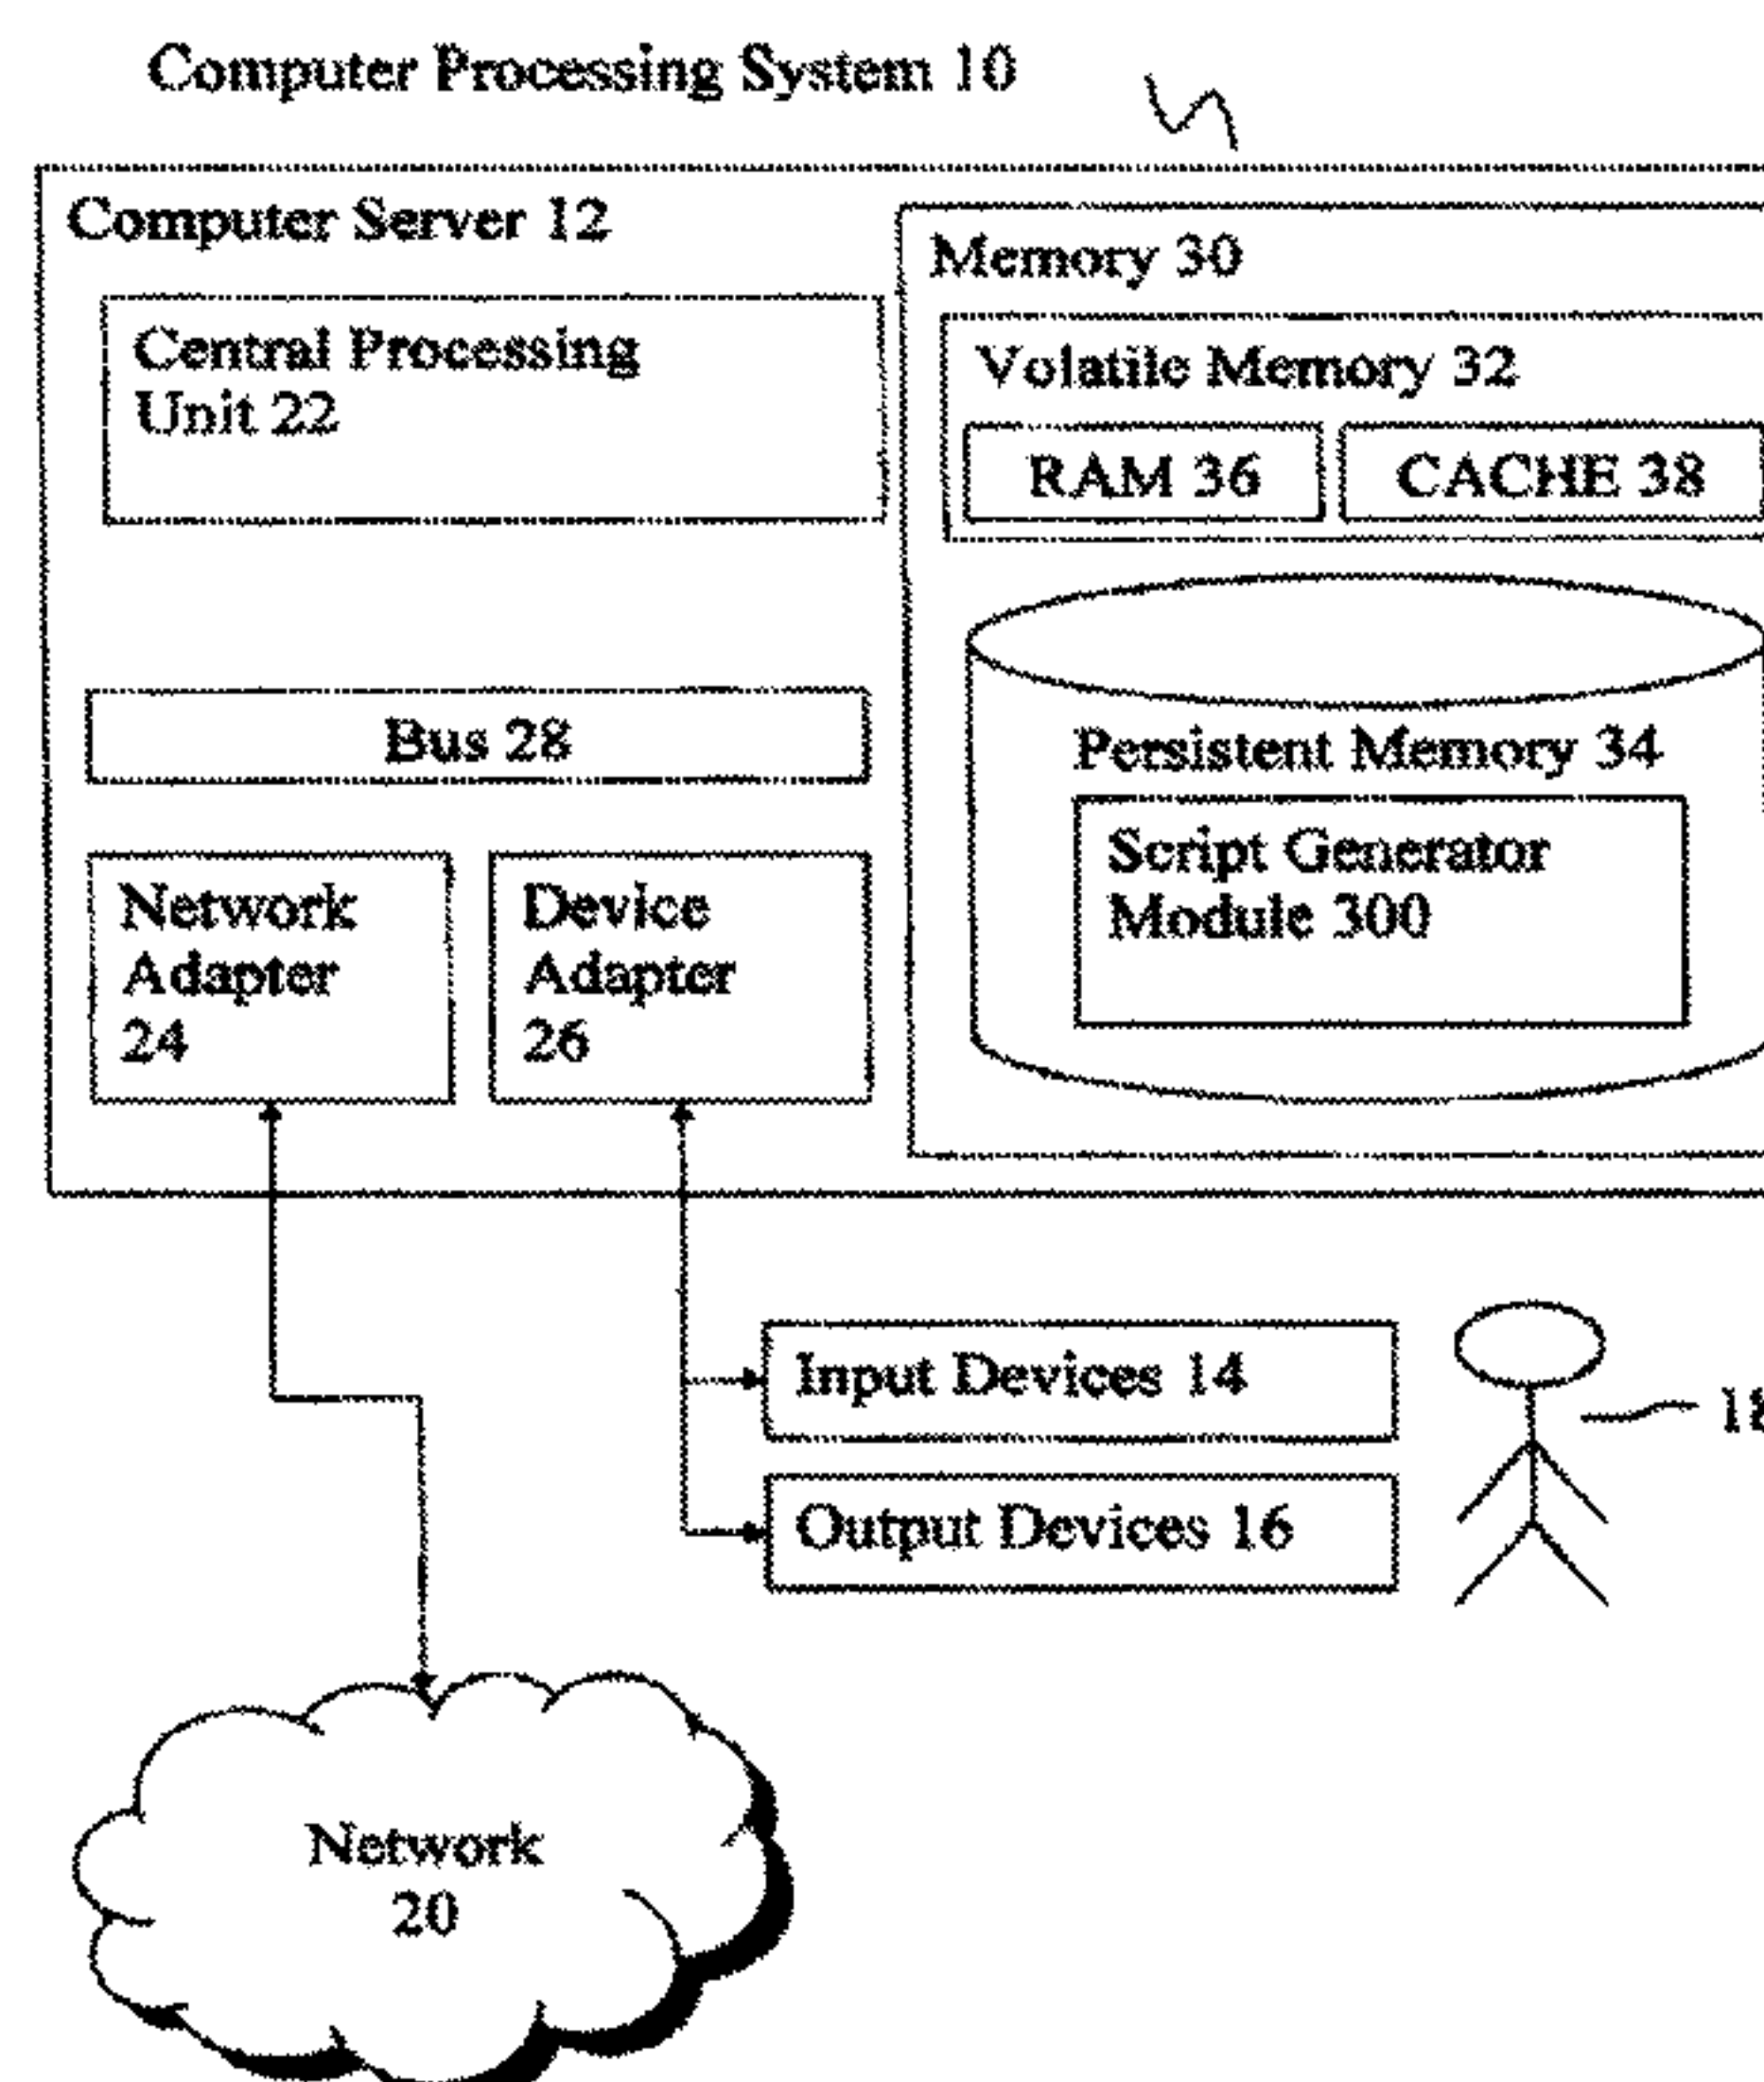 Computer Processing System 10
Computer Server 12
Central Processing
Unit 22
Bus 28
Network
Adapter
24
Device
Adapter
26
Memory 30
Volatile Memory 32
RAM 36
CACHE 38
Persistent Memory 34
Script Generator
Module 300
Input Devices 14
Output Devices 16
18
Network
20